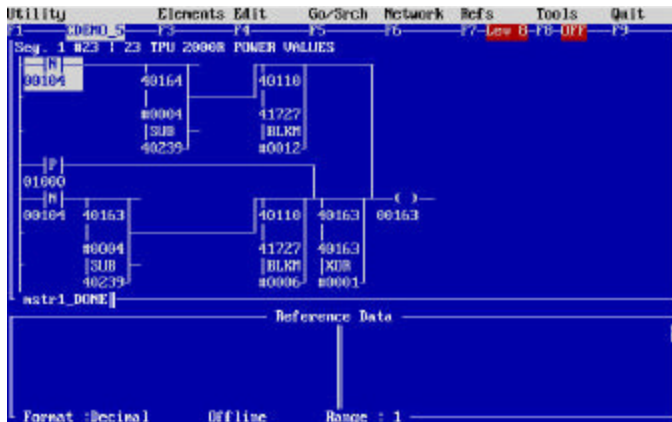 Utility Elements Edit Go/Srch Network Refs Tools Quit
F1 XDEMO_5 F3 F4 F5 F6 F7-Lev 8-F8-OFF F9
Seg. 1 #23 | 23 TPU 2000R POWER VALUES
|N|
00104 40164 40110
#0004 41727
|SUB |BLKM
40239 #0012
|P|
01000
|N| ( )
00104 40163 40110 40163 00163
#0004 41727 40163
|SUB |BLKM |XOR
40239 #0006 #0001
mstr1_DONE
Reference Data
Format :Decimal Offline Range : 1